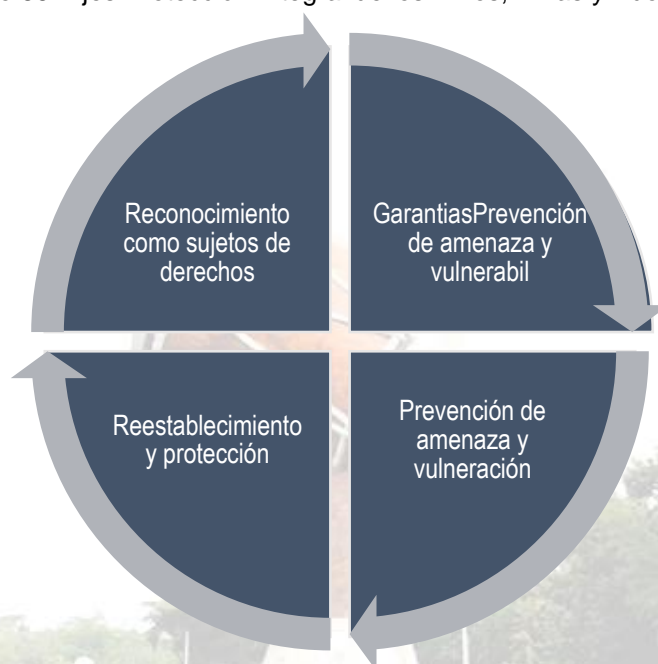 Reconocimiento
como sujetos de
derechos
GarantiasPrevención
de amenaza y
vulnerabil
Prevención de
amenaza y
vulneración
Reestablecimiento
y protección